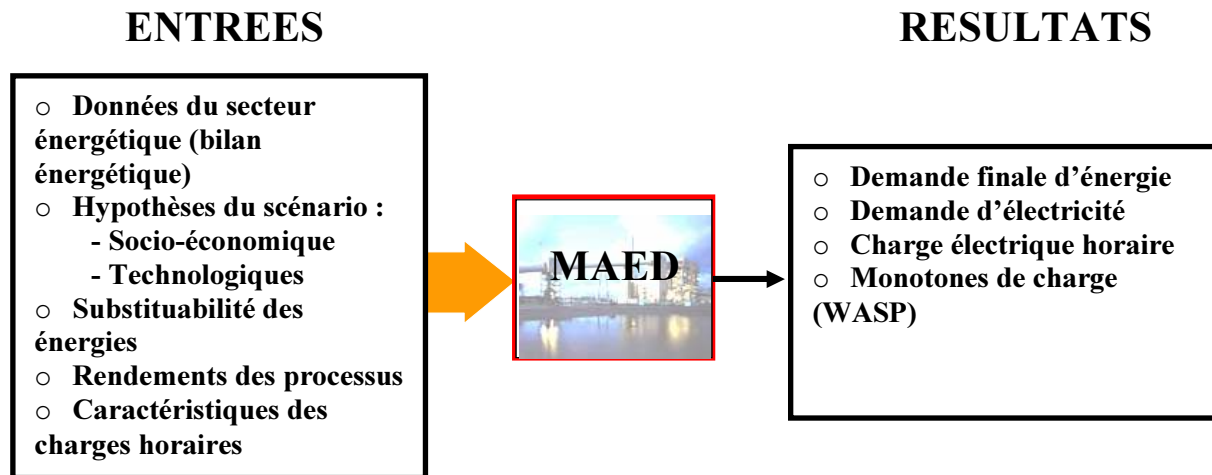 ENTREES
○ Données du secteur
énergétique (bilan
énergétique)
○ Hypothèses du scénario :
- Socio-économique
- Technologiques
○ Substituabilité des
énergies
○ Rendements des processus
○ Caractéristiques des
charges horaires
MAED
RESULTATS
○ Demande finale d’énergie
○ Demande d’électricité
○ Charge électrique horaire
○ Monotones de charge
(WASP)